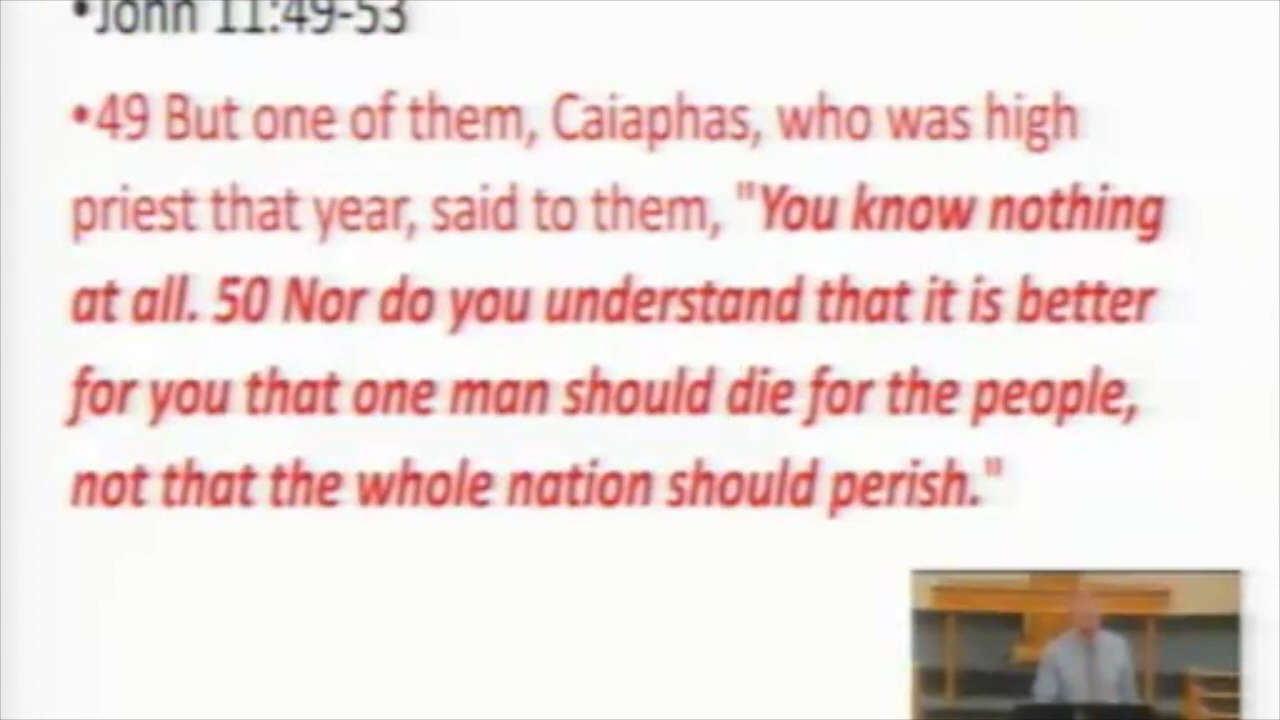 •John 11:49-53
•49 But one of them, Caiaphas, who was high
priest that year, said to them, "You know nothing
at all. 50 Nor do you understand that it is better
for you that one man should die for the people,
not that the whole nation should perish."